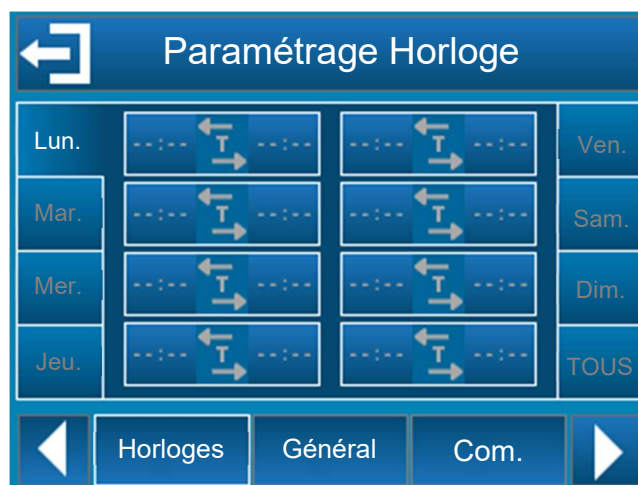 Paramétrage Horloge
Lun. --:-- T --:-- --:-- T --:-- Ven.
Mar. --:-- T --:-- --:-- T --:-- Sam.
Mer. --:-- T --:-- --:-- T --:-- Dim.
Jeu. --:-- T --:-- --:-- T --:-- TOUS
Horloges Général Com.